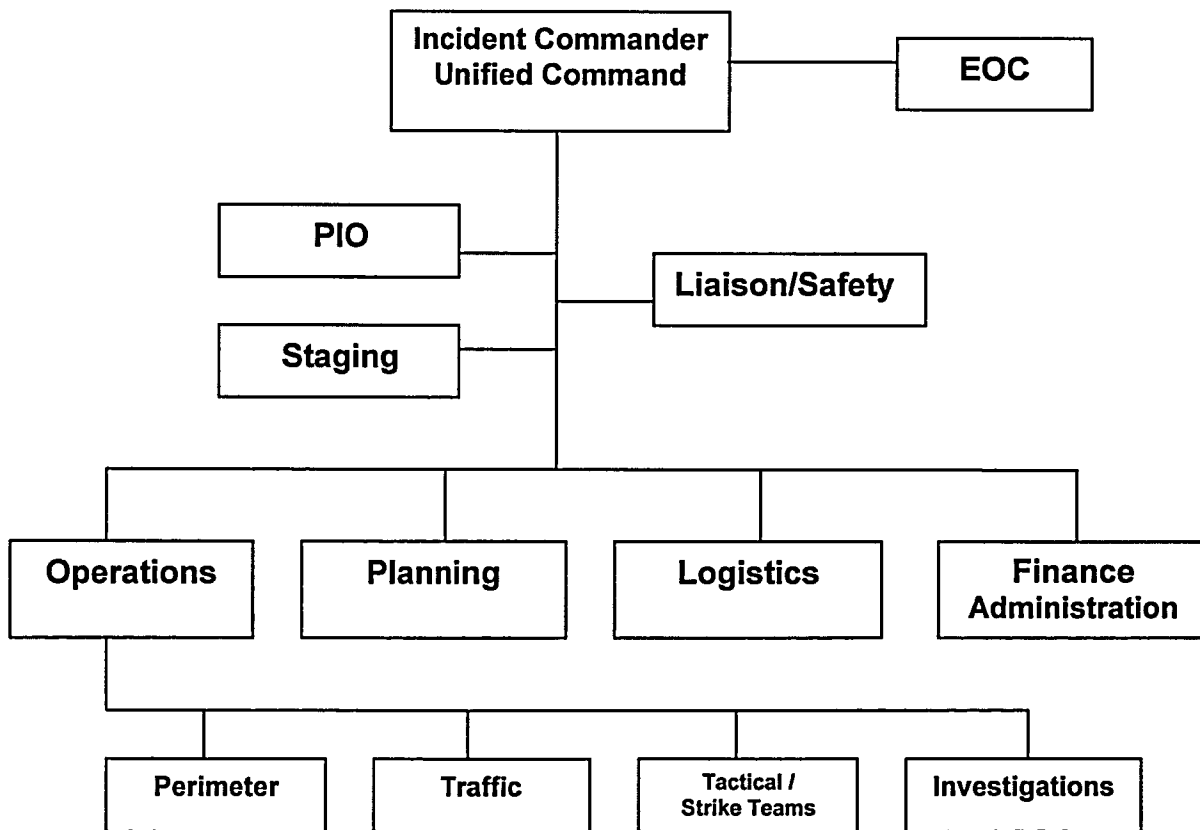 Incident Commander
Unified Command
EOC
PIO
Liaison/Safety
Staging
Operations
Planning
Logistics
Finance
Administration
Perimeter
Traffic
Tactical /
Strike Teams
Investigations